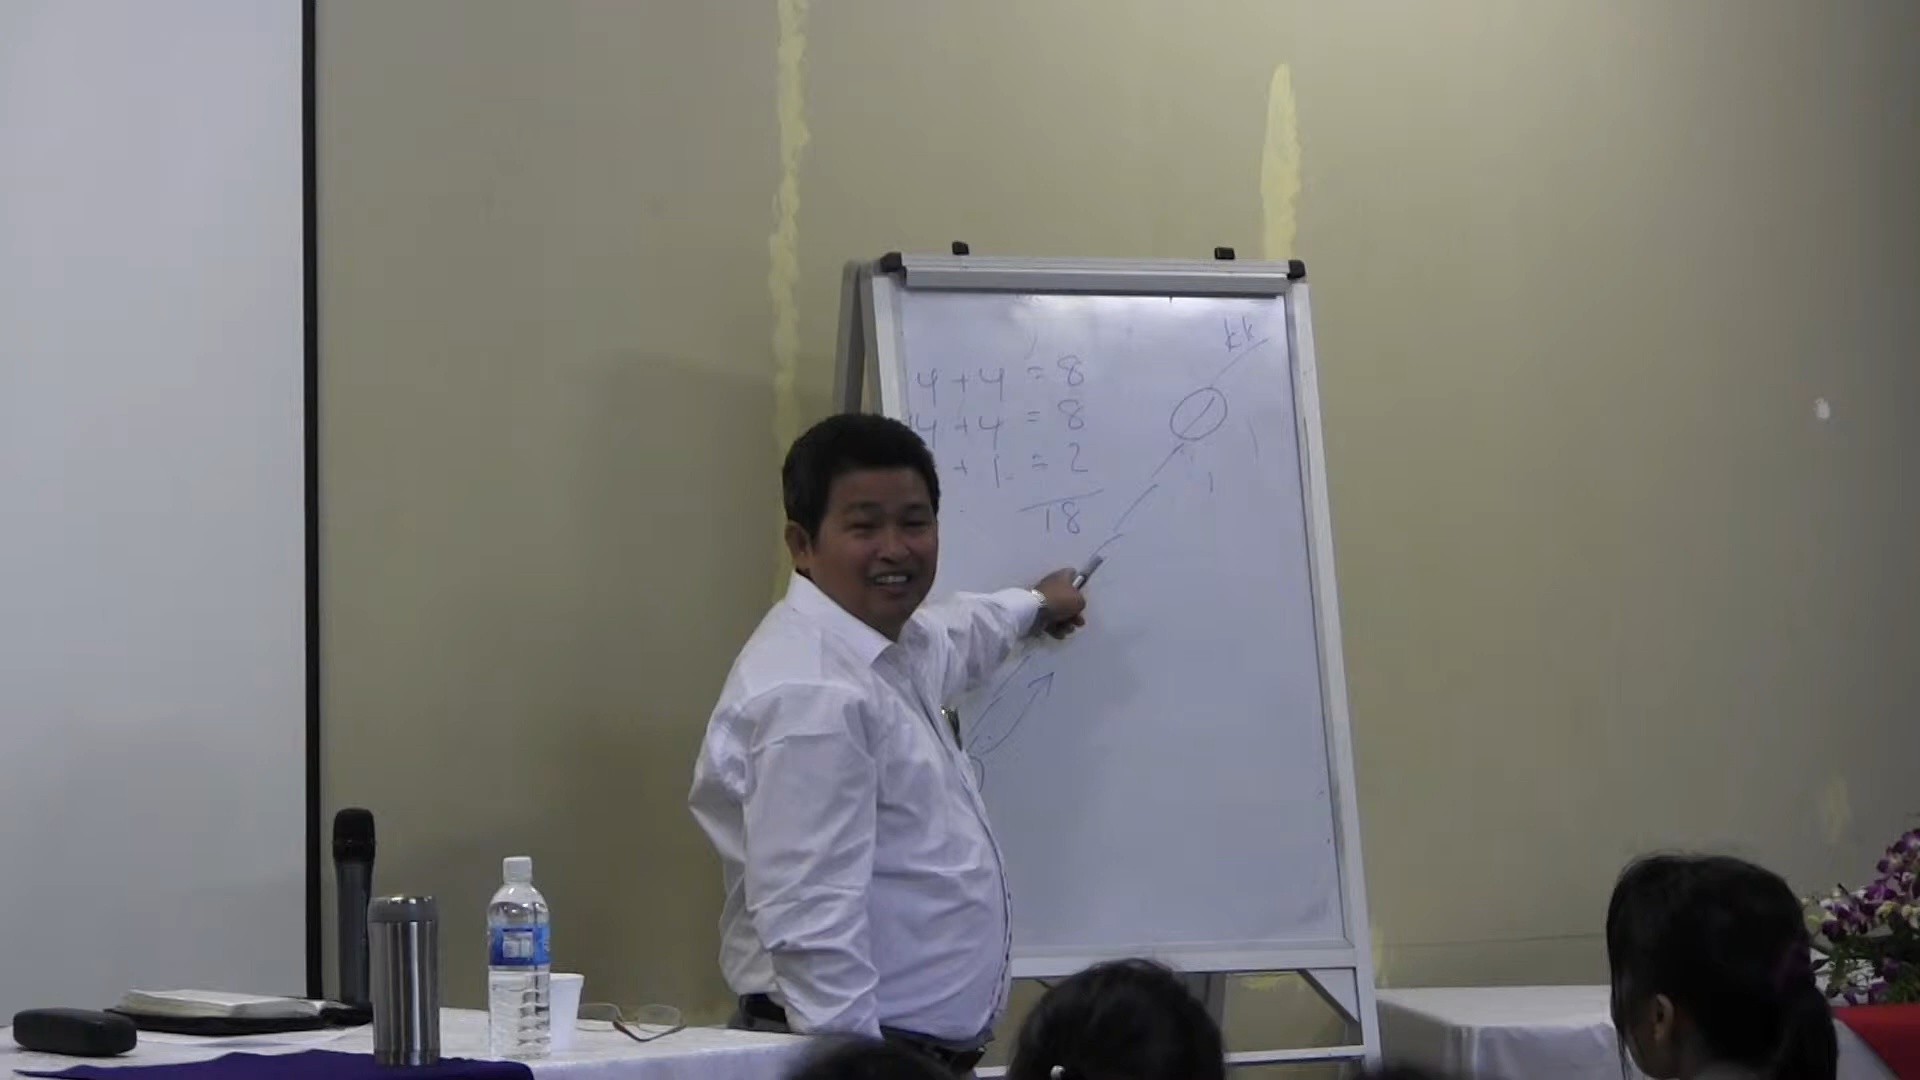 kk
4+4 = 8
4+4 = 8
+ 1 = 2
18